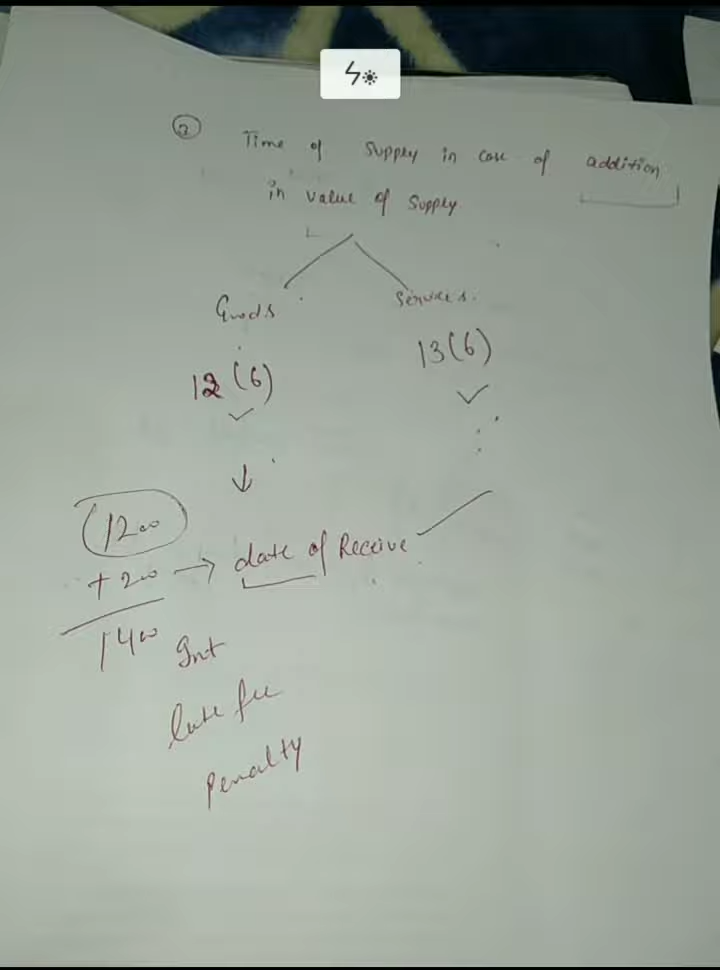 2 Time of supply in case of addition
in value of supply
Goods Services.
12(6) 13(6)
1200
+ 200 → date of Receive
1400
Int
late fee
Penalty